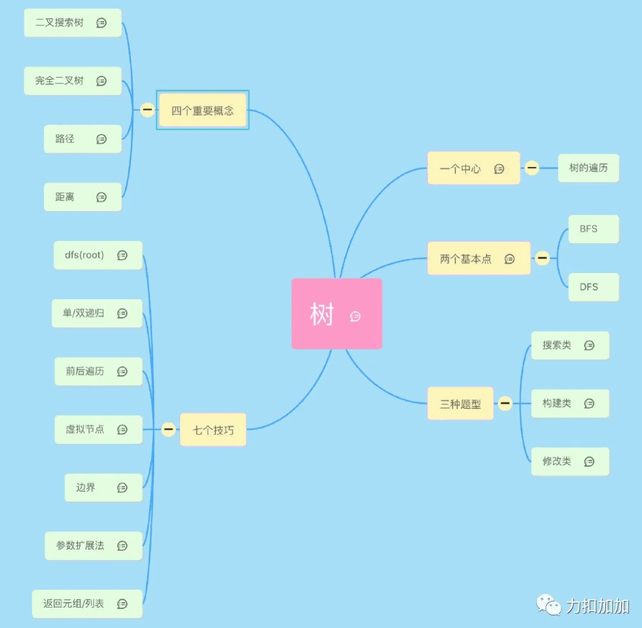 树
一个中心
树的遍历
两个基本点
BFS
DFS
三种题型
搜索类
构建类
修改类
四个重要概念
二叉搜索树
完全二叉树
路径
距离
七个技巧
dfs(root)
单/双递归
前后遍历
虚拟节点
边界
参数扩展法
返回元组/列表
力扣加加